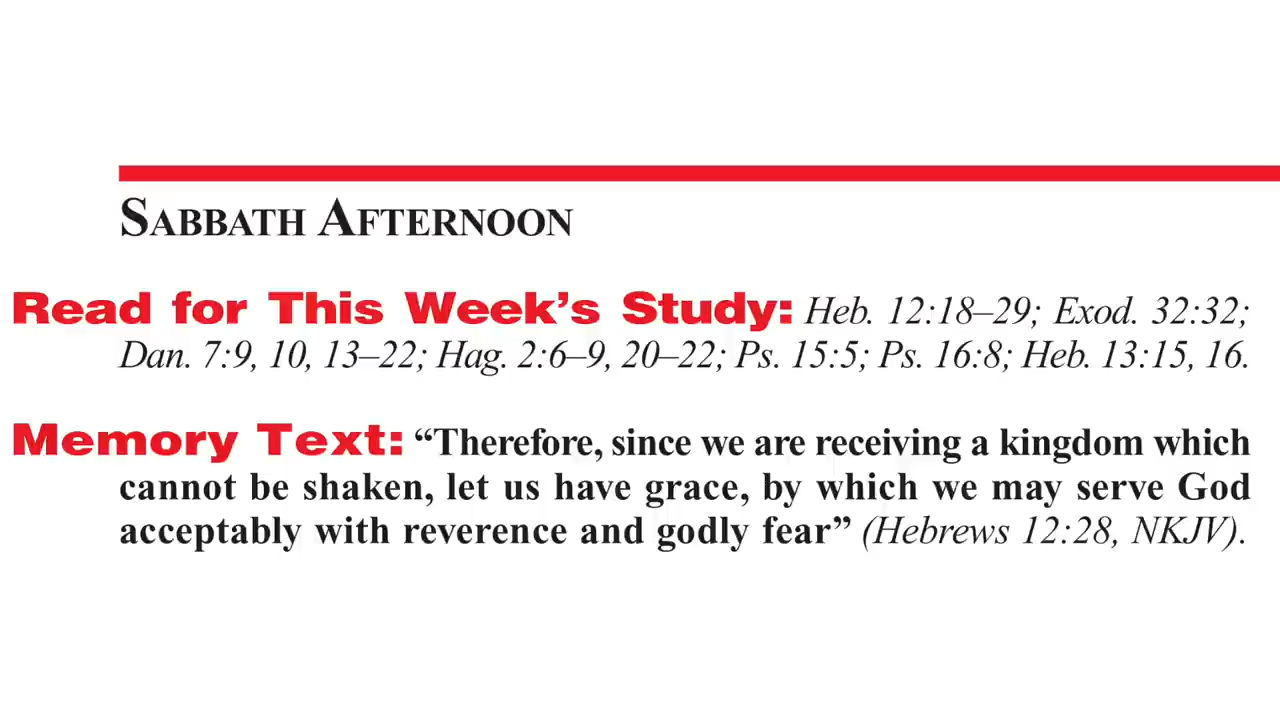 SABBATH AFTERNOON
Read for This Week’s Study: Heb. 12:18–29; Exod. 32:32;
Dan. 7:9, 10, 13–22; Hag. 2:6–9, 20–22; Ps. 15:5; Ps. 16:8; Heb. 13:15, 16.
Memory Text: “Therefore, since we are receiving a kingdom which
cannot be shaken, let us have grace, by which we may serve God
acceptably with reverence and godly fear” (Hebrews 12:28, NKJV).